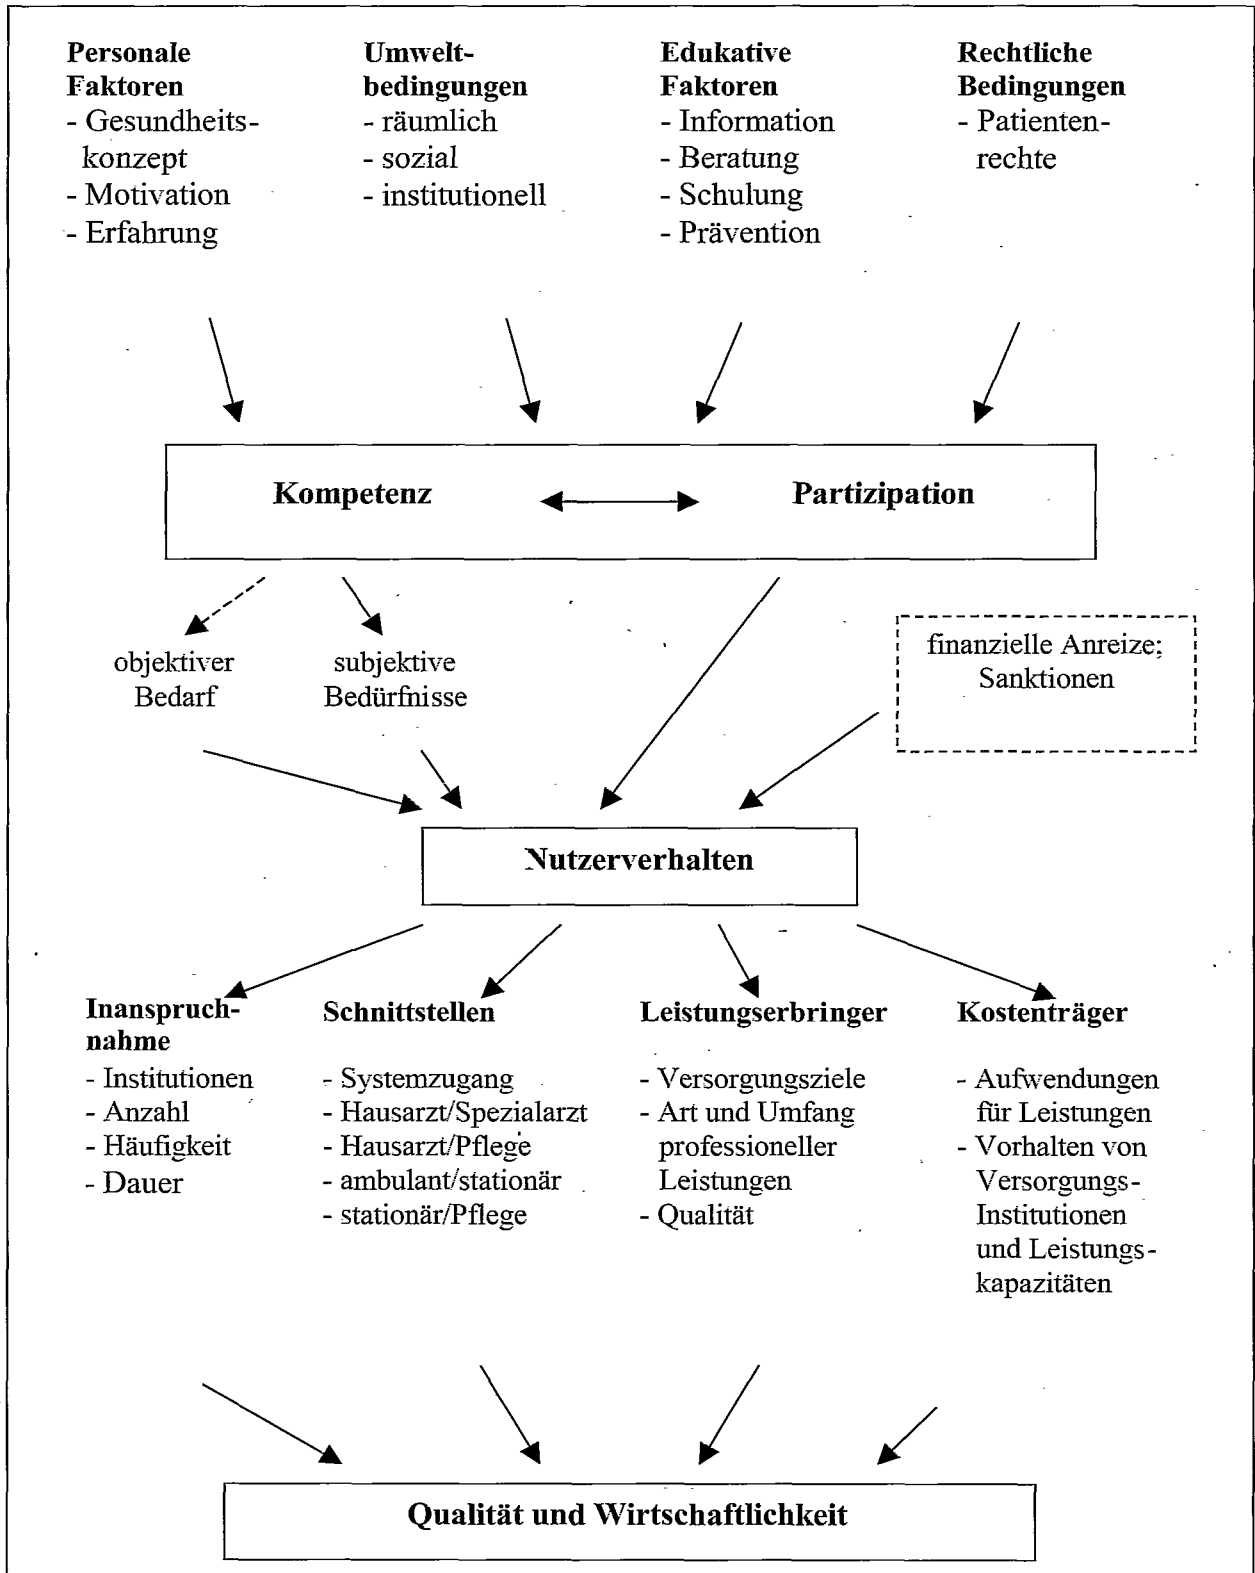 Personale
Faktoren
- Gesundheits-
konzept
- Motivation
- Erfahrung
Umwelt-
bedingungen
- räumlich
- sozial
- institutionell
Edukative
Faktoren
- Information
- Beratung
- Schulung
- Prävention
Rechtliche
Bedingungen
- Patienten-
rechte
Kompetenz
Partizipation
objektiver
Bedarf
subjektive
Bedürfnisse
finanzielle Anreize;
Sanktionen
Nutzerverhalten
Inanspruch-
nahme
- Institutionen
- Anzahl
- Häufigkeit
- Dauer
Schnittstellen
- Systemzugang
- Hausarzt/Spezialarzt
- Hausarzt/Pflege
- ambulant/stationär
- stationär/Pflege
Leistungserbringer
- Versorgungsziele
- Art und Umfang
professioneller
Leistungen
- Qualität
Kostenträger
- Aufwendungen
für Leistungen
- Vorhalten von
Versorgungs-
Institutionen
und Leistungs-
kapazitäten
Qualität und Wirtschaftlichkeit